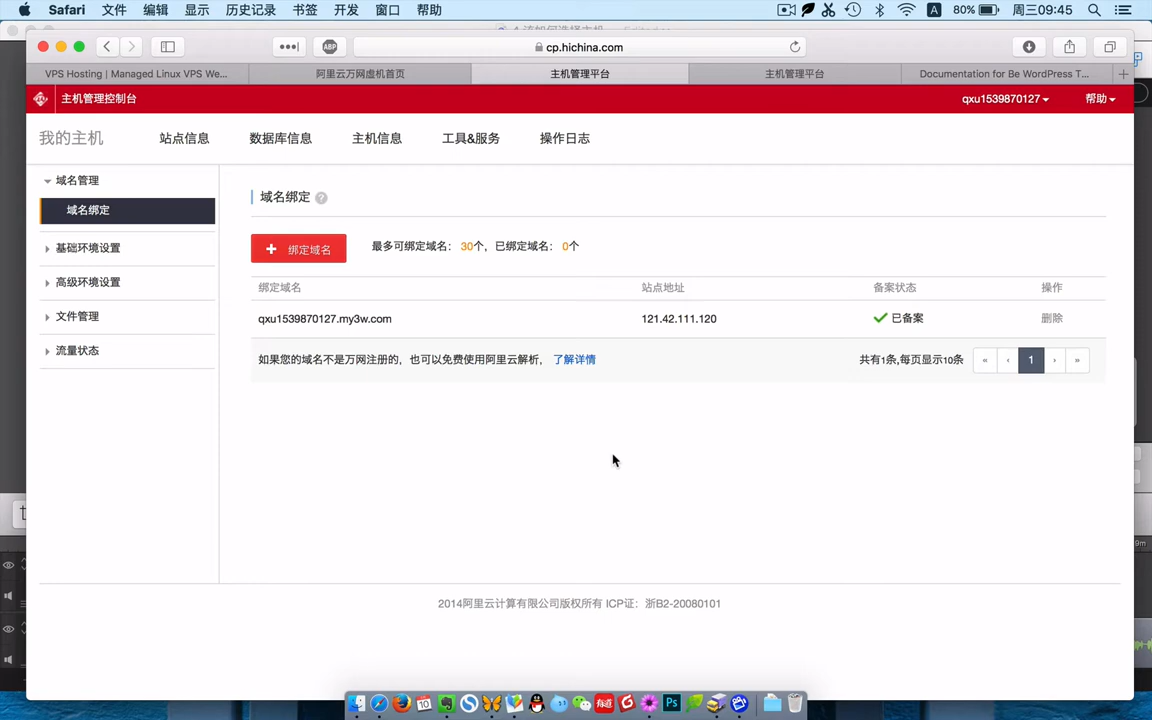 Safari 文件 编辑 显示 历史记录 书签 开发 窗口 帮助 80% 周三09:45
ABP cp.hichina.com
VPS Hosting | Managed Linux VPS We... 阿里云万网虚机首页 主机管理平台 主机管理平台 Documentation for Be WordPress T...
主机管理控制台 qxu1539870127 帮助
我的主机 站点信息 数据库信息 主机信息 工具&服务 操作日志
域名管理
域名绑定
基础环境设置
高级环境设置
文件管理
流量状态
域名绑定 ?
+ 绑定域名 最多可绑定域名： 30个，已绑定域名： 0个
绑定域名 站点地址 备案状态 操作
qxu1539870127.my3w.com 121.42.111.120 已备案 删除
如果您的域名不是万网注册的，也可以免费使用阿里云解析， 了解详情 共有1条,每页显示10条 « ‹ 1 › »
2014阿里云计算有限公司版权所有 ICP证：浙B2-20080101